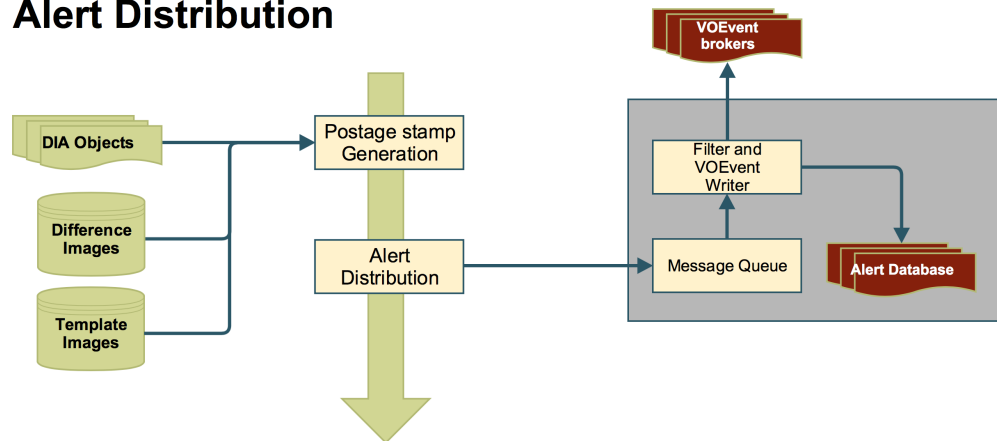 Alert Distribution
VOEvent
brokers
DIA Objects
Postage stamp
Generation
Filter and
VOEvent
Writer
Difference
Images
Alert
Distribution
Message Queue
Alert Database
Template
Images